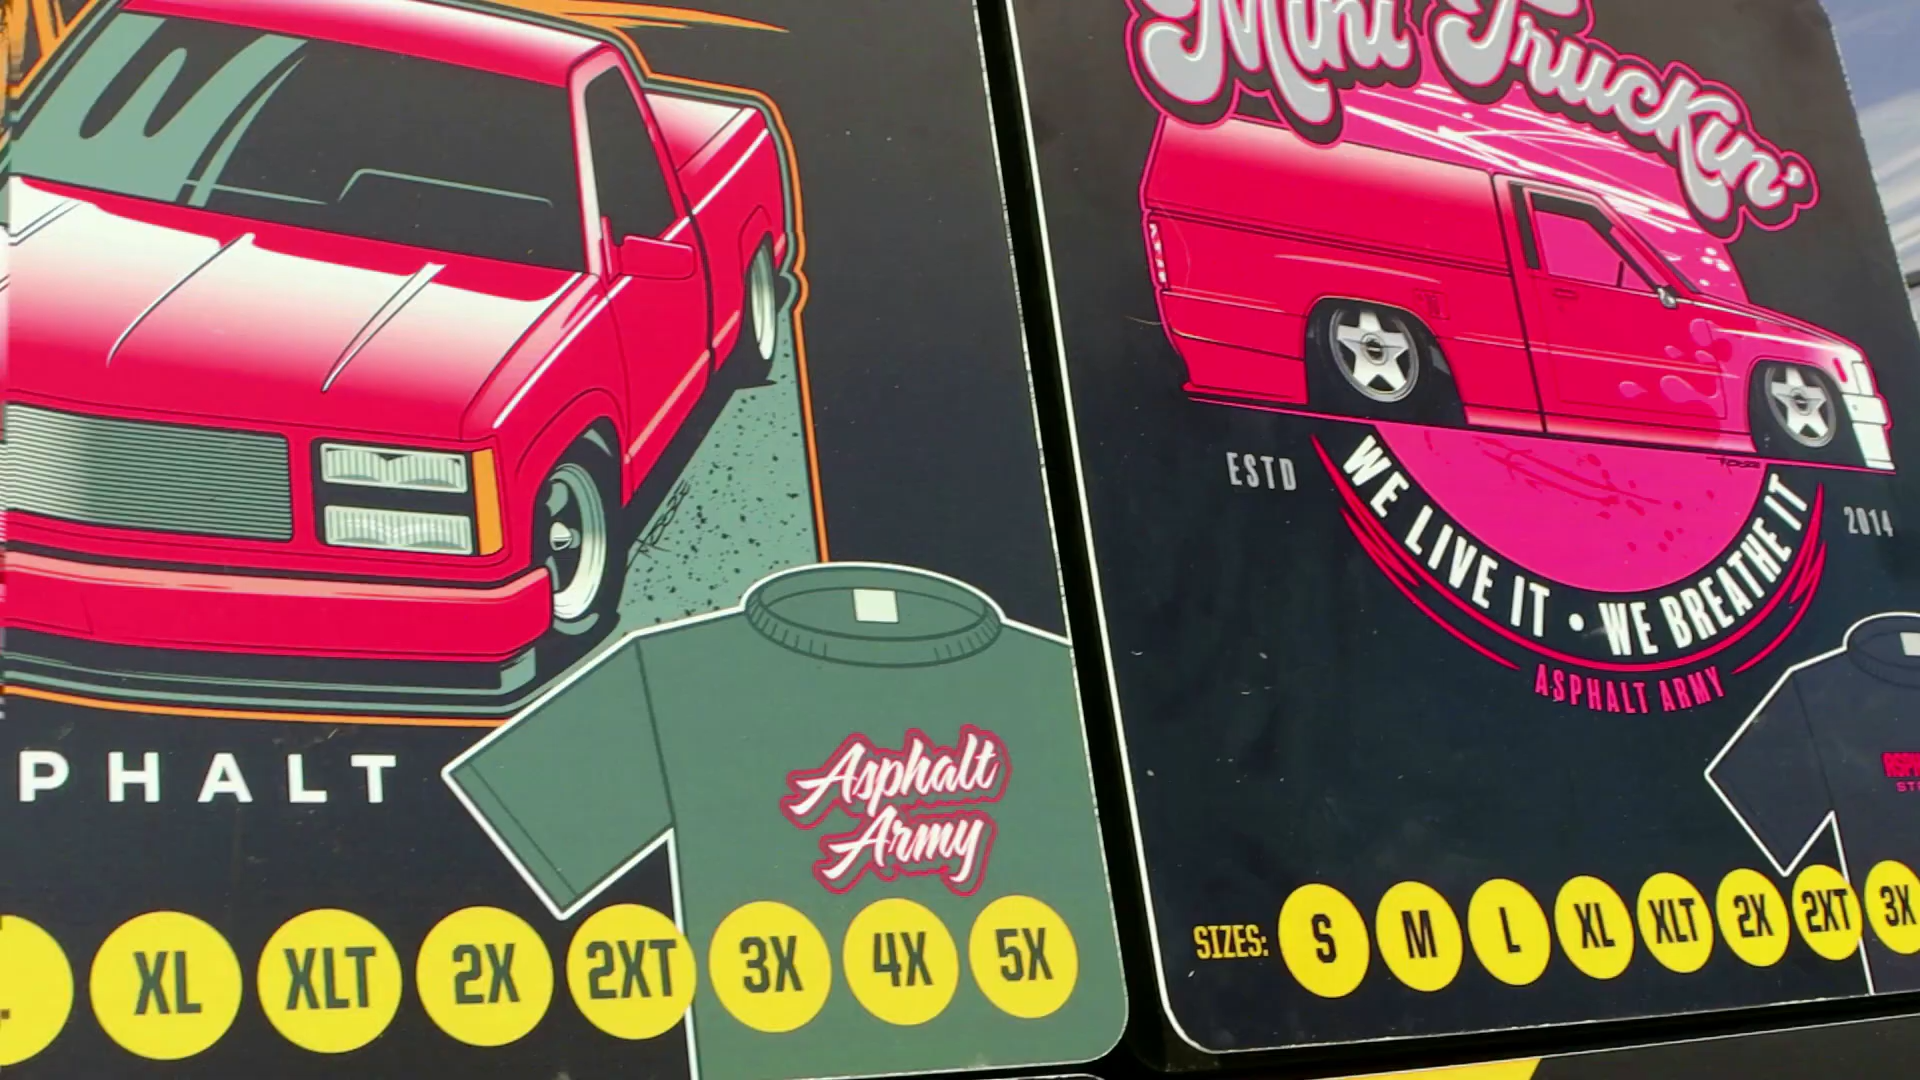 PHALT
Asphalt
Army
XL XLT 2X 2XT 3X 4X 5X
Mini Truckin'
ESTD
2014
WE LIVE IT • WE BREATHE IT
ASPHALT ARMY
SIZES: S M L XL XLT 2X 2XT 3X